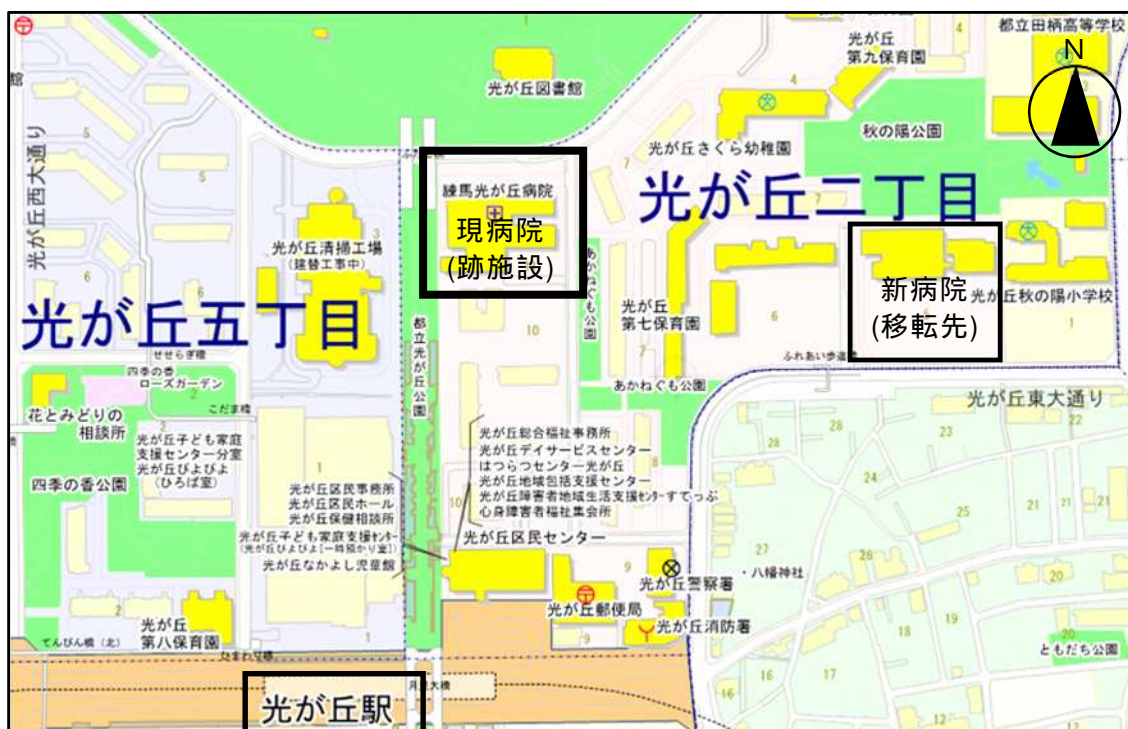 都立田柄高等学校
N
光が丘
第九保育園
光が丘図書館
秋の陽公園
光が丘さくら幼稚園
光が丘西大通り
練馬光が丘病院
現病院
(跡施設)
光が丘二丁目
光が丘清掃工場
(建替工事中)
あかねぐも公園
光が丘
第七保育園
新病院
(移転先)
光が丘秋の陽小学校
光が丘五丁目
都立光が丘公園
せせらぎ橋
ふれあい歩道橋
四季の香
ローズガーデン
あかねぐも公園
光が丘東大通り
こだま橋
花とみどりの
相談所
光が丘子ども家庭
支援センター分室
光が丘ぴよぴよ
(ひろば室)
四季の香公園
光が丘総合福祉事務所
光が丘デイサービスセンター
はつらつセンター光が丘
光が丘地域包括支援センター
光が丘障害者地域生活支援センターすてっぷ
心身障害者福祉集会所
光が丘区民事務所
光が丘区民ホール
光が丘保健相談所
光が丘子ども家庭支援センター
(光が丘ぴよぴよ[一時預かり室])
光が丘なかよし児童館
光が丘区民センター
・八幡神社
光が丘警察署
光が丘郵便局
光が丘消防署
光が丘
第八保育園
てんびん橋(北)
ひまわり橋
ともだち公園
光が丘駅